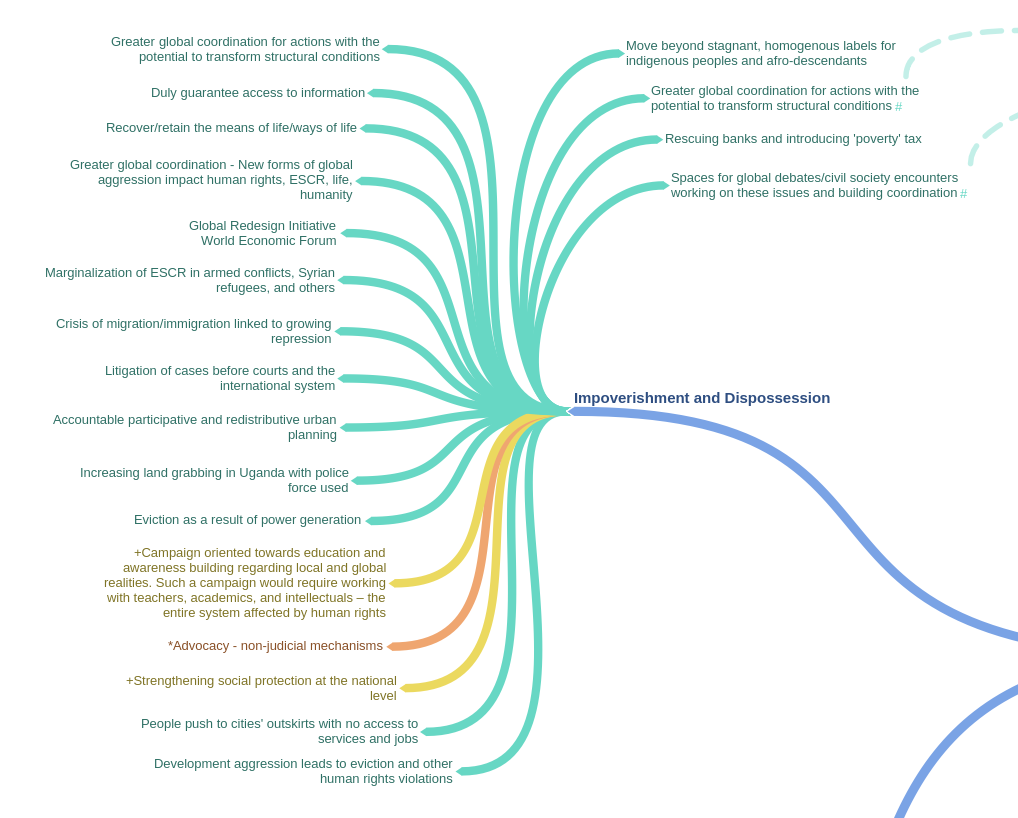 Greater global coordination for actions with the
potential to transform structural conditions
Duly guarantee access to information
Recover/retain the means of life/ways of life
Greater global coordination - New forms of global
aggression impact human rights, ESCR, life,
humanity
Global Redesign Initiative
World Economic Forum
Marginalization of ESCR in armed conflicts, Syrian
refugees, and others
Crisis of migration/immigration linked to growing
repression
Litigation of cases before courts and the
international system
Accountable participative and redistributive urban
planning
Increasing land grabbing in Uganda with police
force used
Eviction as a result of power generation
+Campaign oriented towards education and
awareness building regarding local and global
realities. Such a campaign would require working
with teachers, academics, and intellectuals – the
entire system affected by human rights
*Advocacy - non-judicial mechanisms
+Strengthening social protection at the national
level
People push to cities' outskirts with no access to
services and jobs
Development aggression leads to eviction and other
human rights violations
Move beyond stagnant, homogenous labels for
indigenous peoples and afro-descendants
Greater global coordination for actions with the
potential to transform structural conditions #
Rescuing banks and introducing 'poverty' tax
Spaces for global debates/civil society encounters
working on these issues and building coordination #
Impoverishment and Dispossession